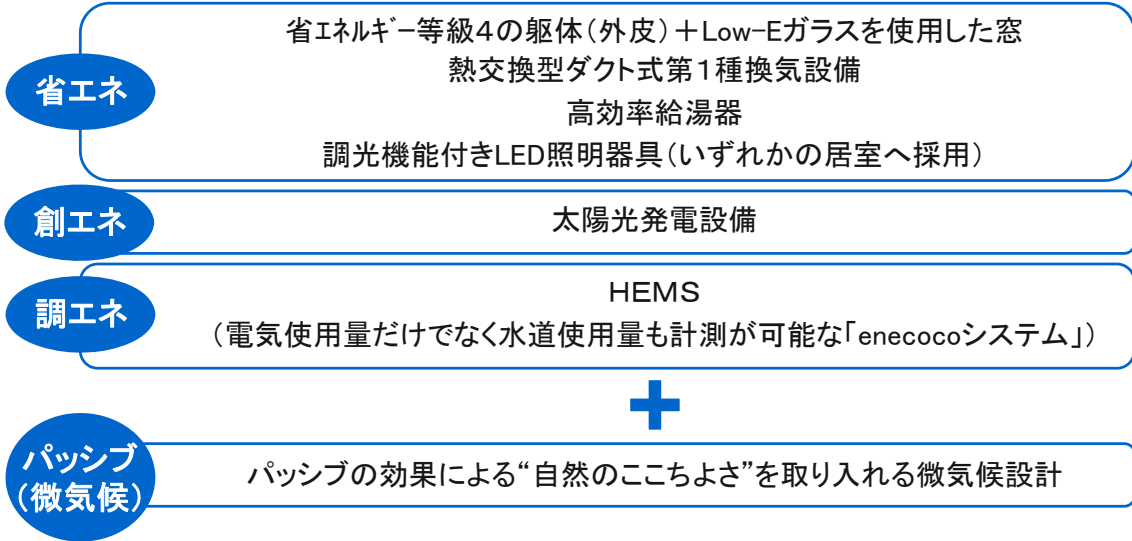 省エネ
省ｴﾈﾙｷﾞｰ等級４の躯体（外皮）＋Low-Eガラスを使用した窓
熱交換型ダクト式第１種換気設備
高効率給湯器
調光機能付きLED照明器具（いずれかの居室へ採用）
創エネ
太陽光発電設備
調エネ
ＨＥＭＳ
（電気使用量だけでなく水道使用量も計測が可能な「enecocoシステム」）
+
パッシブ
（微気候）
パッシブの効果による“自然のここちよさ”を取り入れる微気候設計